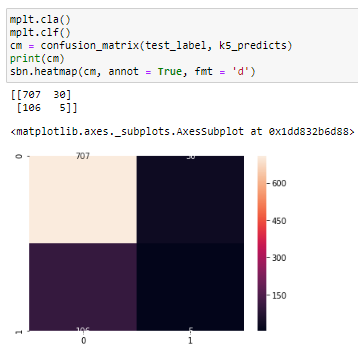 mplt.cla()
mplt.clf()
cm = confusion_matrix(test_label, k5_predicts)
print(cm)
sbn.heatmap(cm, annot = True, fmt = 'd')
[[707  30]
 [106   5]]
<matplotlib.axes._subplots.AxesSubplot at 0x1dd832b6d88>
0
707
30
600
450
300
150
1
106
5
0
1